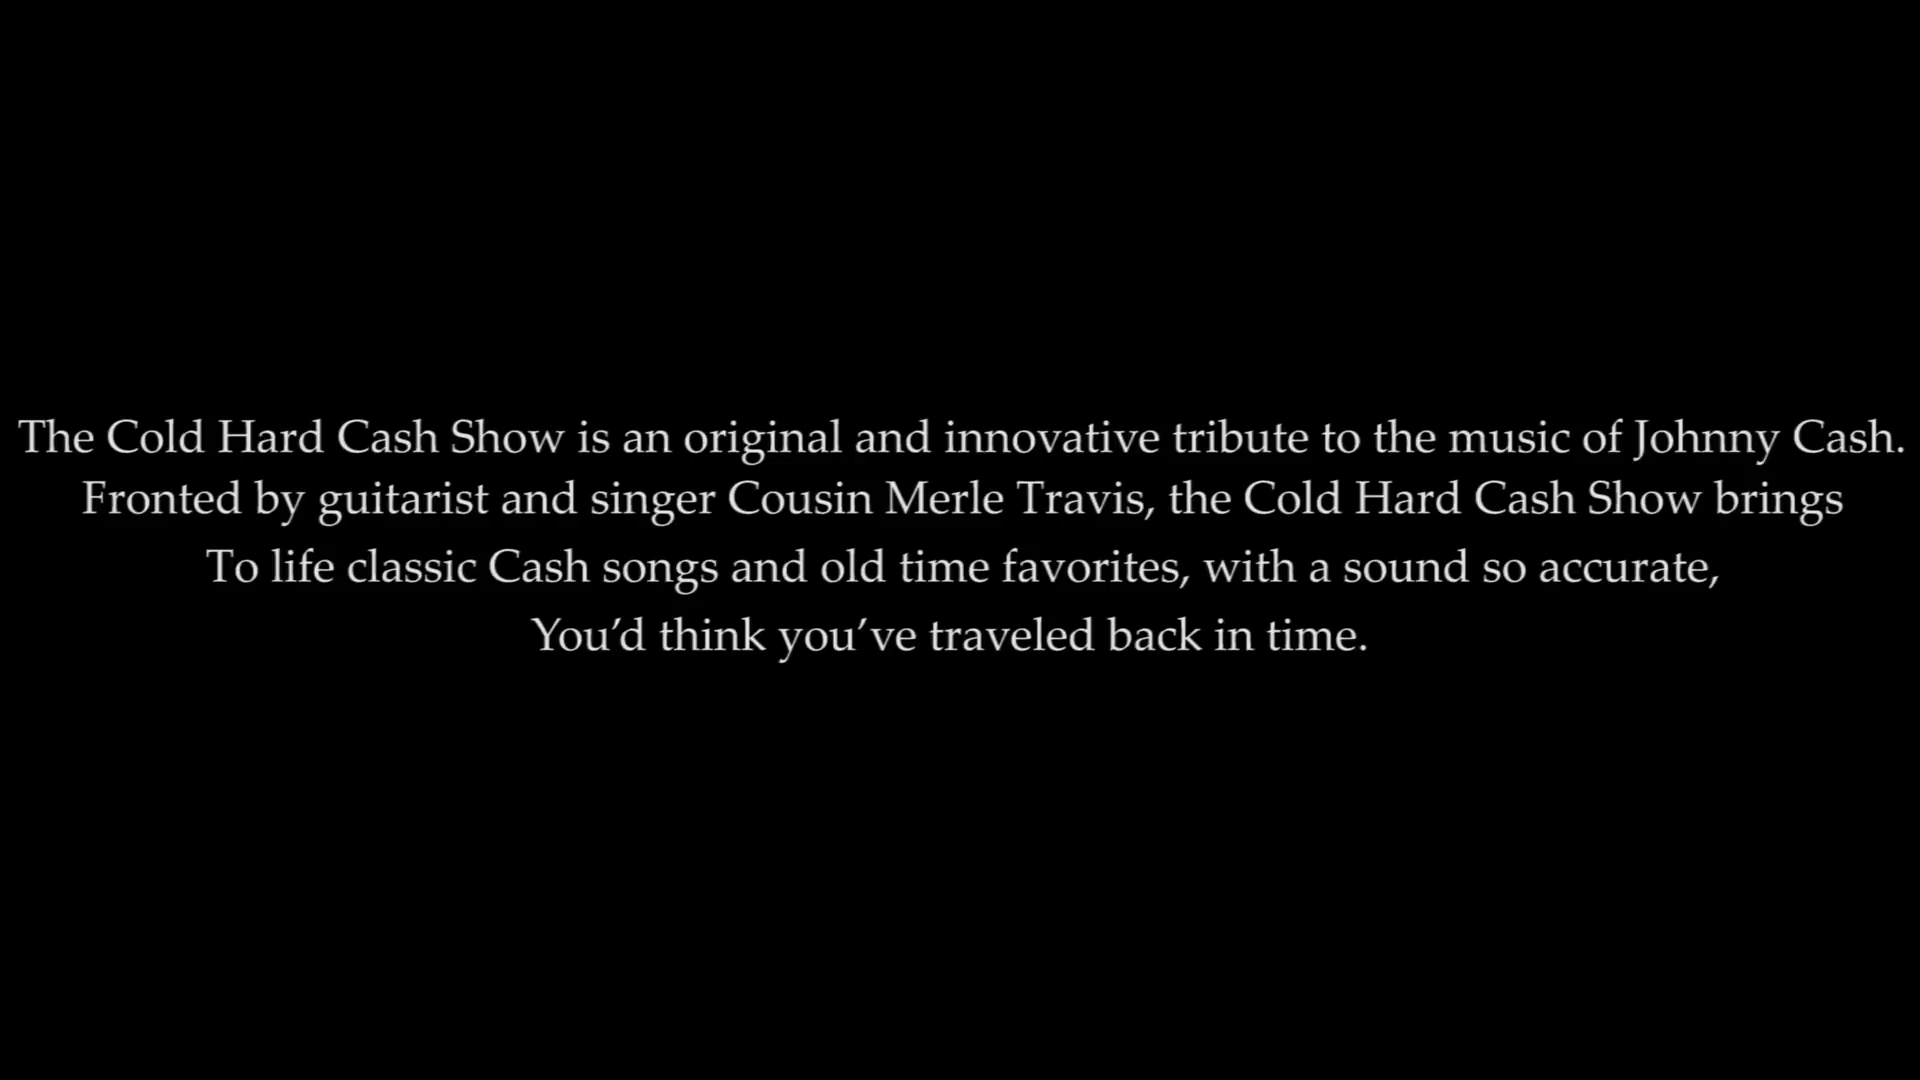 The Cold Hard Cash Show is an original and innovative tribute to the music of Johnny Cash.
Fronted by guitarist and singer Cousin Merle Travis, the Cold Hard Cash Show brings
To life classic Cash songs and old time favorites, with a sound so accurate,
You’d think you’ve traveled back in time.